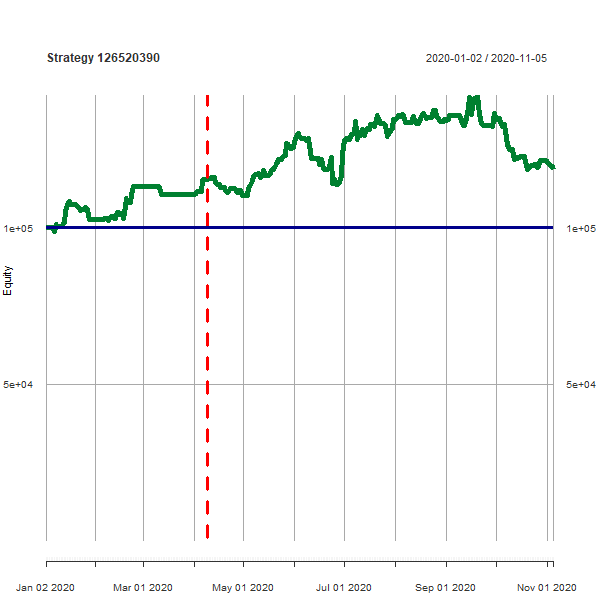 Strategy 126520390
2020-01-02 / 2020-11-05
1e+05
1e+05
Equity
5e+04
5e+04
Jan 02 2020
Mar 01 2020
May 01 2020
Jul 01 2020
Sep 01 2020
Nov 01 2020